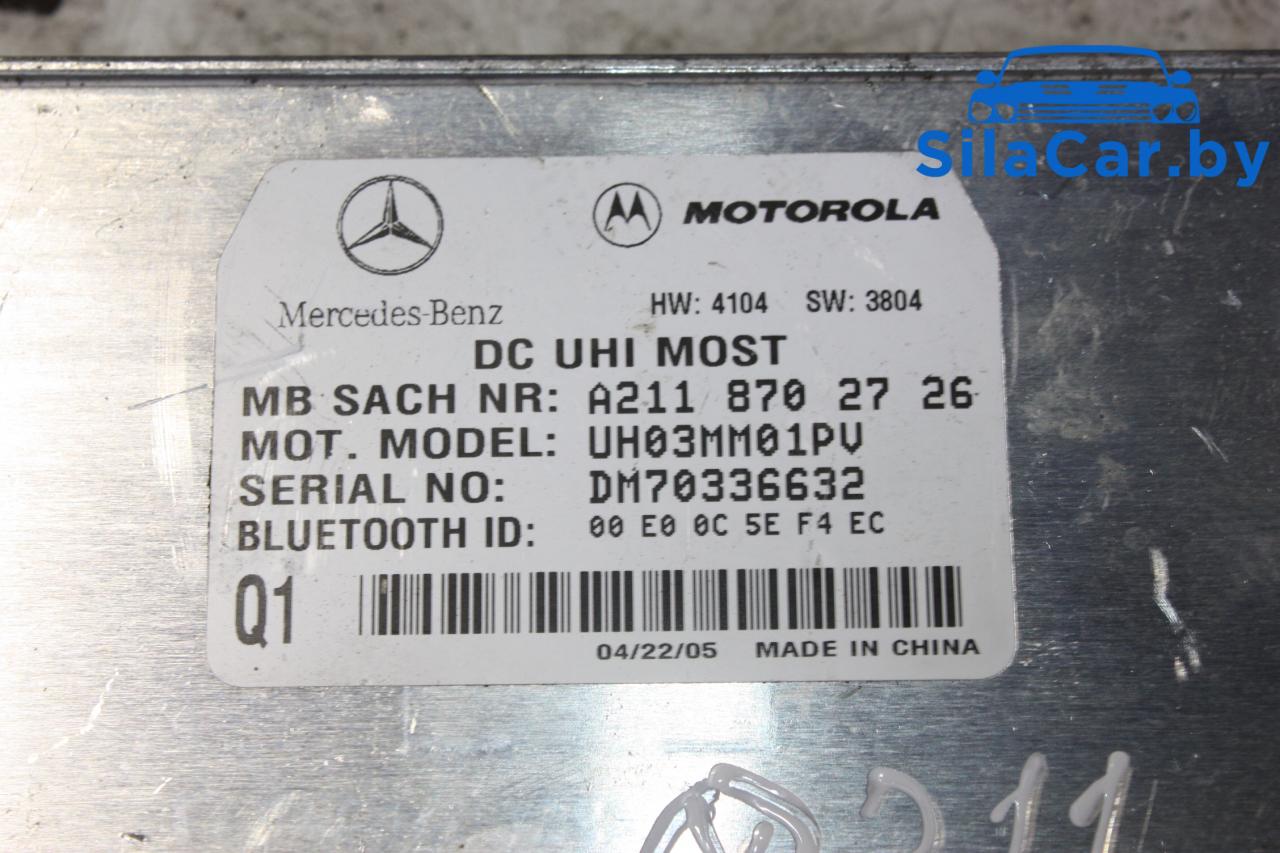 SilaCar.by
MOTOROLA
Mercedes-Benz
HW: 4104 SW: 3804
DC UHI MOST
MB SACH NR: A211 870 27 26
MOT. MODEL: UH03MM01PV
SERIAL NO: DM70336632
BLUETOOTH ID: 00 E0 0C 5E F4 EC
Q1
04/22/05 MADE IN CHINA
211